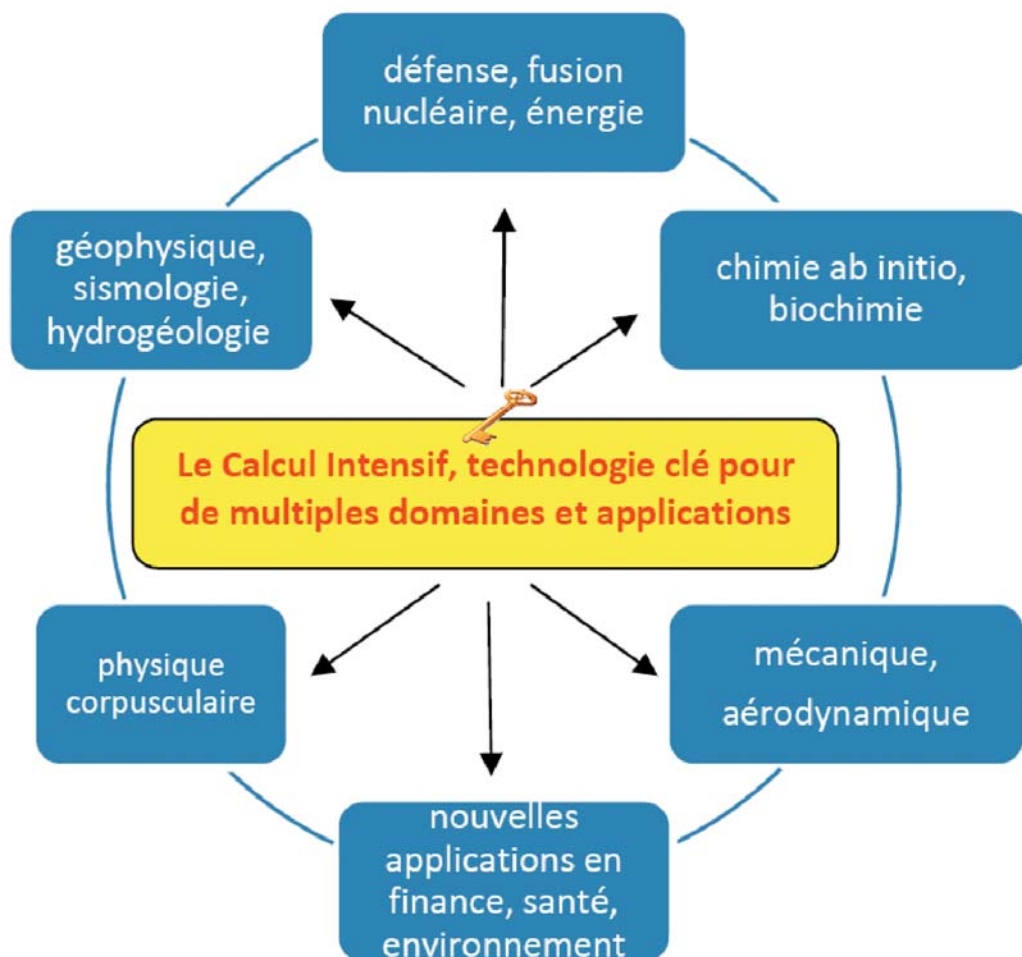 défense, fusion
nucléaire, énergie
géophysique,
sismologie,
hydrogéologie
chimie ab initio,
biochimie
Le Calcul Intensif, technologie clé pour
de multiples domaines et applications
physique
corpusculaire
mécanique,
aérodynamique
nouvelles
applications en
finance, santé,
environnement